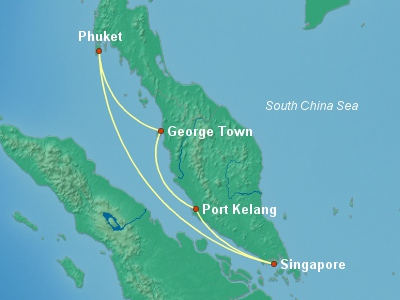 Phuket
South China Sea
George Town
Port Kelang
Singapore